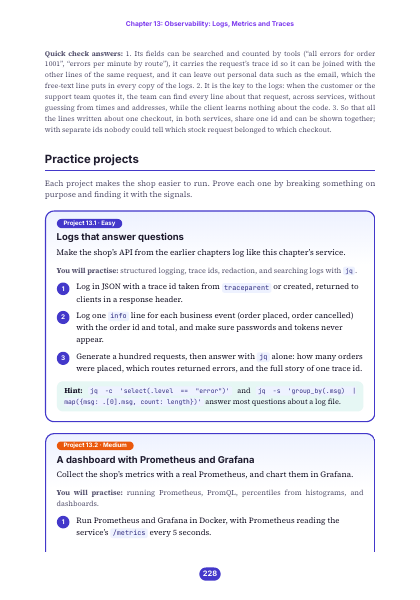 Chapter 13: Observability: Logs, Metrics and Traces
Quick check answers: 1. Its fields can be searched and counted by tools (“all errors for order
1001”, “errors per minute by route”), it carries the request’s trace id so it can be joined with the
other lines of the same request, and it can leave out personal data such as the email, which the
free-text line puts in every copy of the logs. 2. It is the key to the logs: when the customer or the
support team quotes it, the team can find every line about that request, across services, without
guessing from times and addresses, while the client learns nothing about the code. 3. So that all
the lines written about one checkout, in both services, share one id and can be shown together;
with separate ids nobody could tell which stock request belonged to which checkout.
Practice projects
Each project makes the shop easier to run. Prove each one by breaking something on
purpose and finding it with the signals.
Project 13.1 · Easy
Logs that answer questions
Make the shop’s API from the earlier chapters log like this chapter’s service.
You will practise: structured logging, trace ids, redaction, and searching logs with jq.
1 Log in JSON with a trace id taken from traceparent or created, returned to
clients in a response header.
2 Log one info line for each business event (order placed, order cancelled)
with the order id and total, and make sure passwords and tokens never
appear.
3 Generate a hundred requests, then answer with jq alone: how many orders
were placed, which routes returned errors, and the full story of one trace id.
Hint: jq -c 'select(.level == "error")' and jq -s 'group_by(.msg) |
map({msg: .[0].msg, count: length})' answer most questions about a log file.
Project 13.2 · Medium
A dashboard with Prometheus and Grafana
Collect the shop’s metrics with a real Prometheus, and chart them in Grafana.
You will practise: running Prometheus, PromQL, percentiles from histograms, and
dashboards.
1 Run Prometheus and Grafana in Docker, with Prometheus reading the
service’s /metrics every 5 seconds.
228